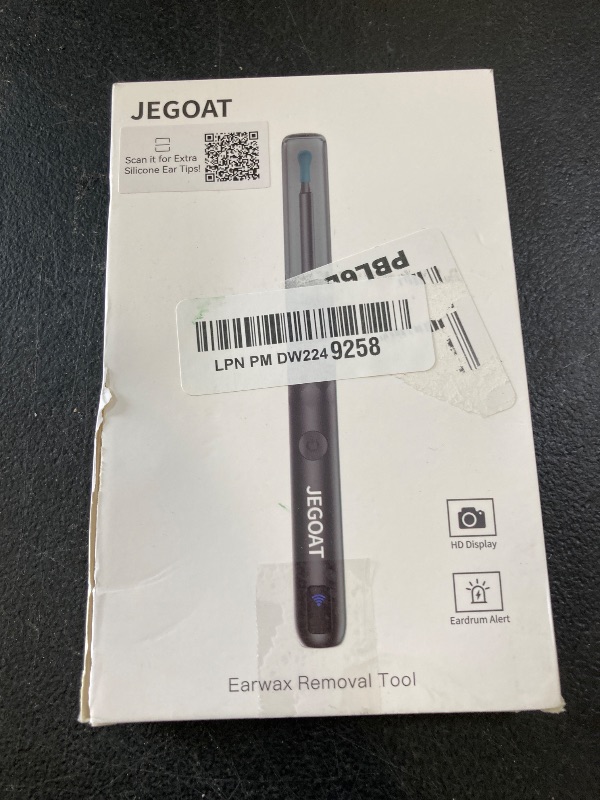 JEGOAT
Scan it for Extra
Silicone Ear Tips!
PBL6
LPN PM DW224 9258
JEGOAT
HD Display
Eardrum Alert
Earwax Removal Tool